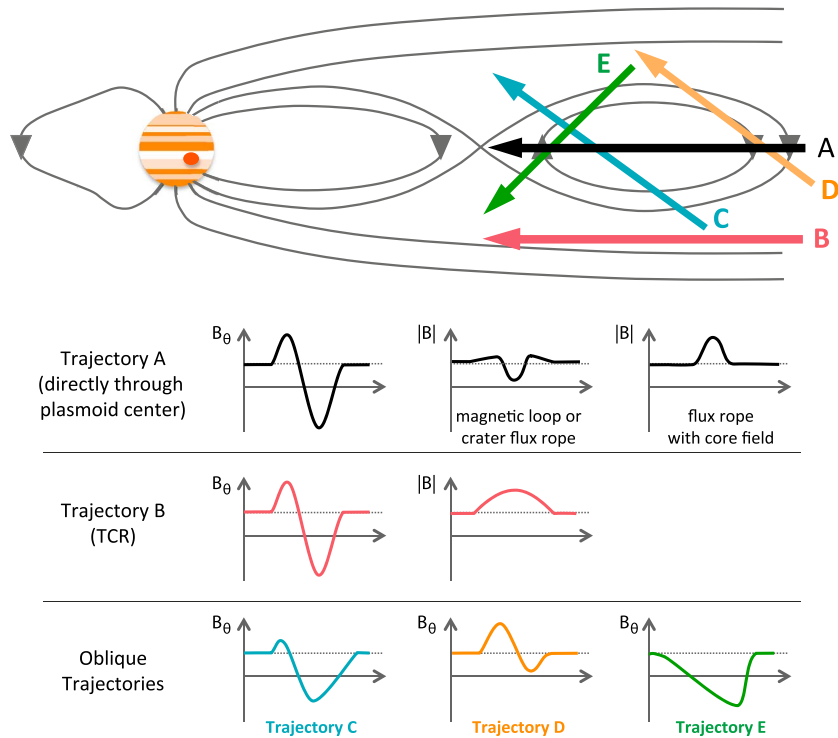 E
A
D
C
B
Bθ
|B|
|B|
Trajectory A
(directly through
plasmoid center)
magnetic loop or
crater flux rope
flux rope
with core field
Bθ
|B|
Trajectory B
(TCR)
Bθ
Bθ
Bθ
Oblique
Trajectories
Trajectory C
Trajectory D
Trajectory E